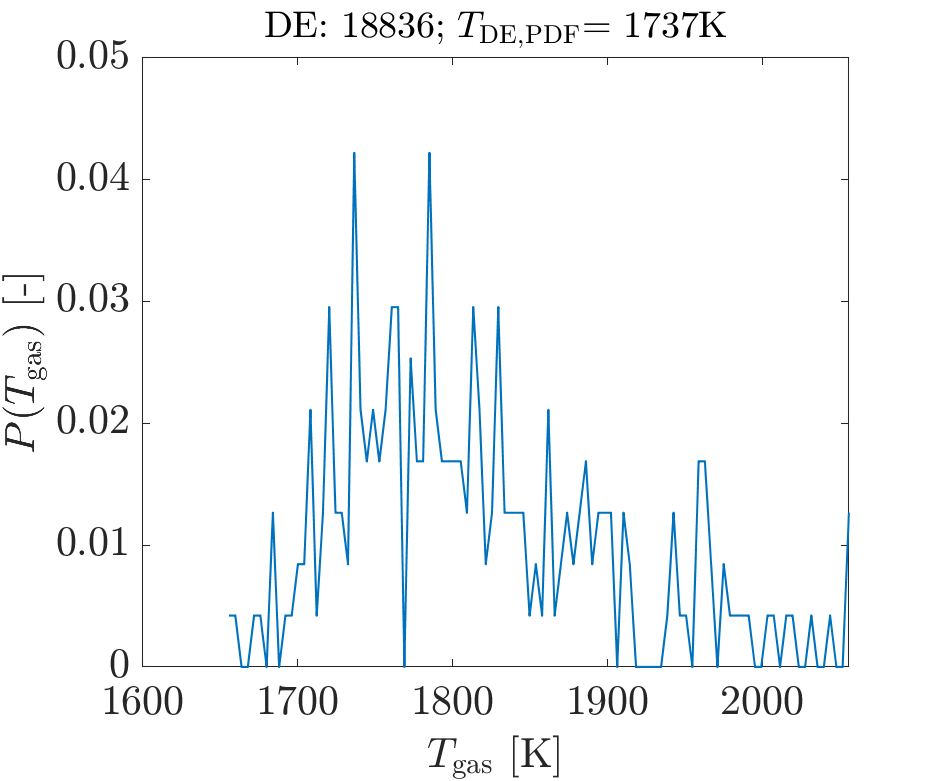 DE: 18836; T_DE,PDF= 1737K
0.05
0.04
0.03
0.02
0.01
0
P(T_gas) [-]
1600 1700 1800 1900 2000
T_gas [K]